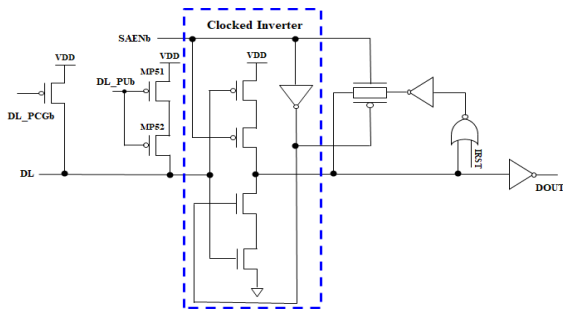 Clocked Inverter
SAENb
VDD
VDD
VDD
MP51
DL_PUb
DL_PCGb
MP52
IRST
DL
DOUT